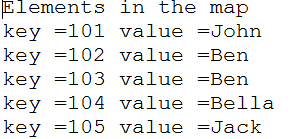 Elements in the map
key =101 value =John
key =102 value =Ben
key =103 value =Ben
key =104 value =Bella
key =105 value =Jack